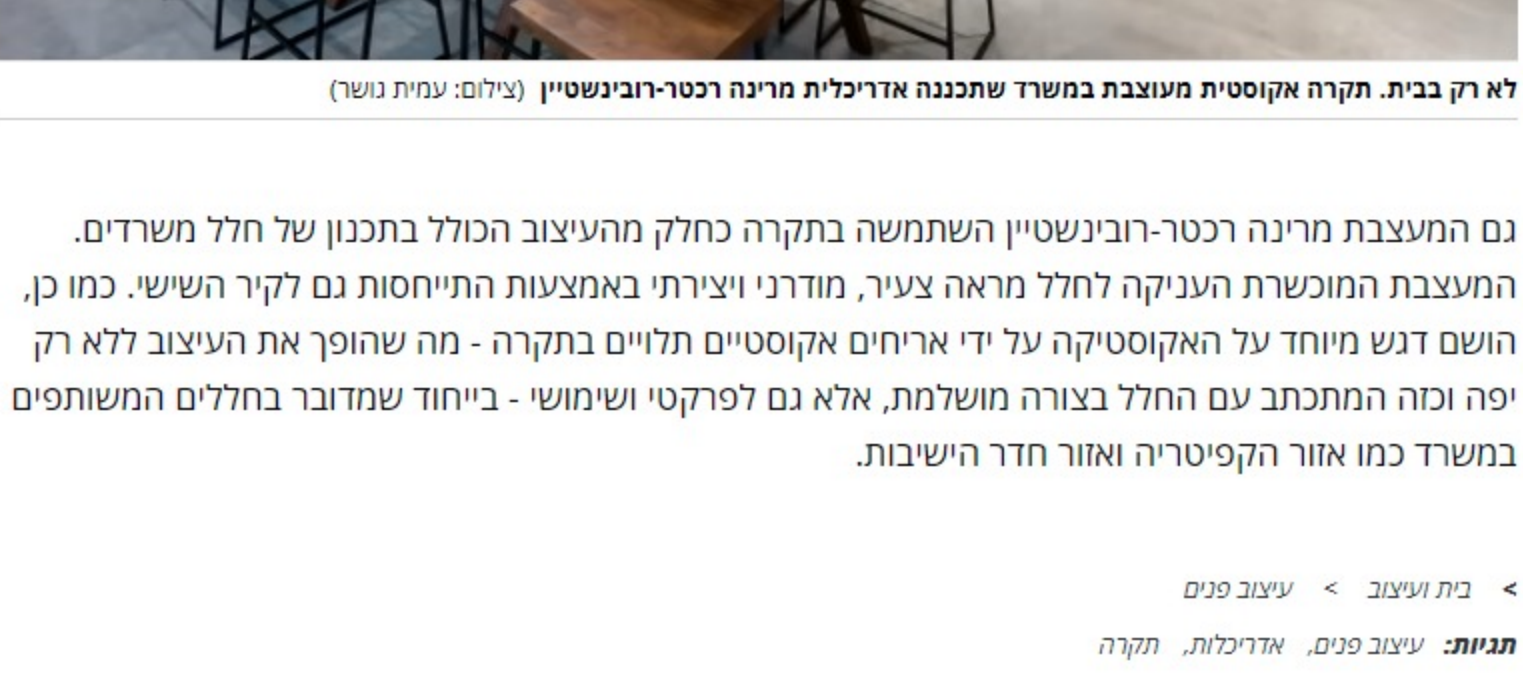 לא רק בבית. תקרה אקוסטית מעוצבת במשרד שתכננה אדריכלית מרינה רכטר-רובינשטיין (צילום: עמית גושר)
גם המעצבת מרינה רכטר-רובינשטיין השתמשה בתקרה כחלק מהעיצוב הכולל בתכנון של חלל משרדים.
המעצבת המוכשרת העניקה לחלל מראה צעיר, מודרני ויצירתי באמצעות התייחסות גם לקיר השישי. כמו כן,
הושם דגש מיוחד על האקוסטיקה על ידי אריחים אקוסטיים תלויים בתקרה - מה שהופך את העיצוב ללא רק
יפה וכזה המתכתב עם החלל בצורה מושלמת, אלא גם לפרקטי ושימושי - בייחוד שמדובר בחללים המשותפים
במשרד כמו אזור הקפיטריה ואזור חדר הישיבות.
> בית ועיצוב > עיצוב פנים
תגיות: עיצוב פנים, אדריכלות, תקרה